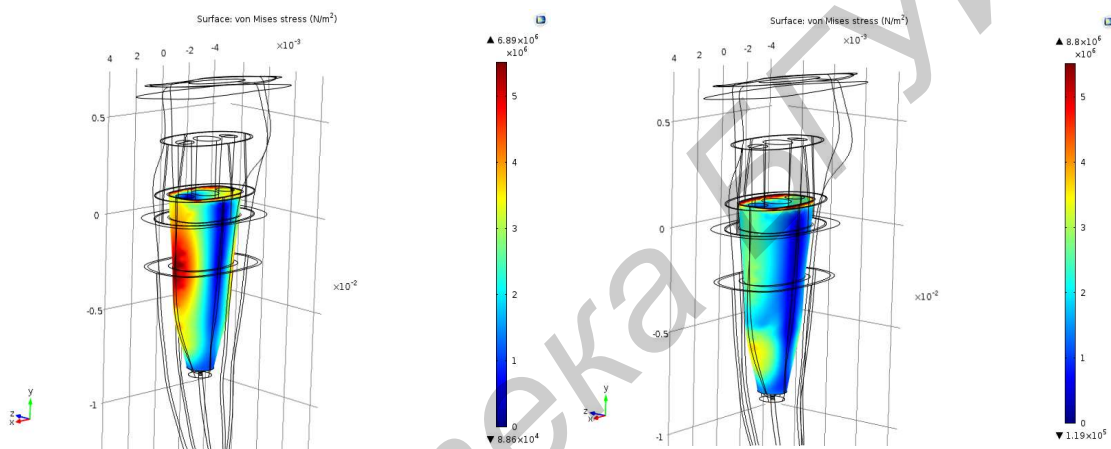 Surface: von Mises stress (N/m²)
4 2 0 -2 -4 ×10⁻³
▲ 6.89×10⁶
×10⁶
5
4
3
2
1
0
▼ 8.86×10⁴
0.5
0
-0.5
-1
×10⁻²
y
z
x
Surface: von Mises stress (N/m²)
4 2 0 -2 -4 ×10⁻³
▲ 8.8×10⁶
×10⁶
5
4
3
2
1
0
▼ 1.19×10⁵
0.5
0
-0.5
-1
×10⁻²
y
z
x
ека БГУИ